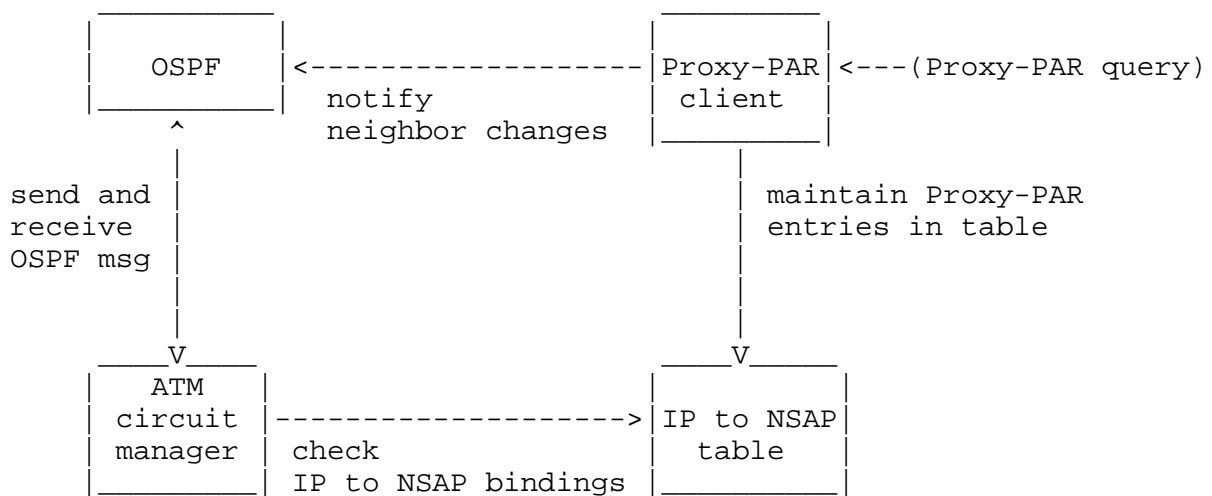 OSPF
Proxy-PAR
client
(Proxy-PAR query)
notify
neighbor changes
send and
receive
OSPF msg
maintain Proxy-PAR
entries in table
ATM
circuit
manager
check
IP to NSAP bindings
IP to NSAP
table